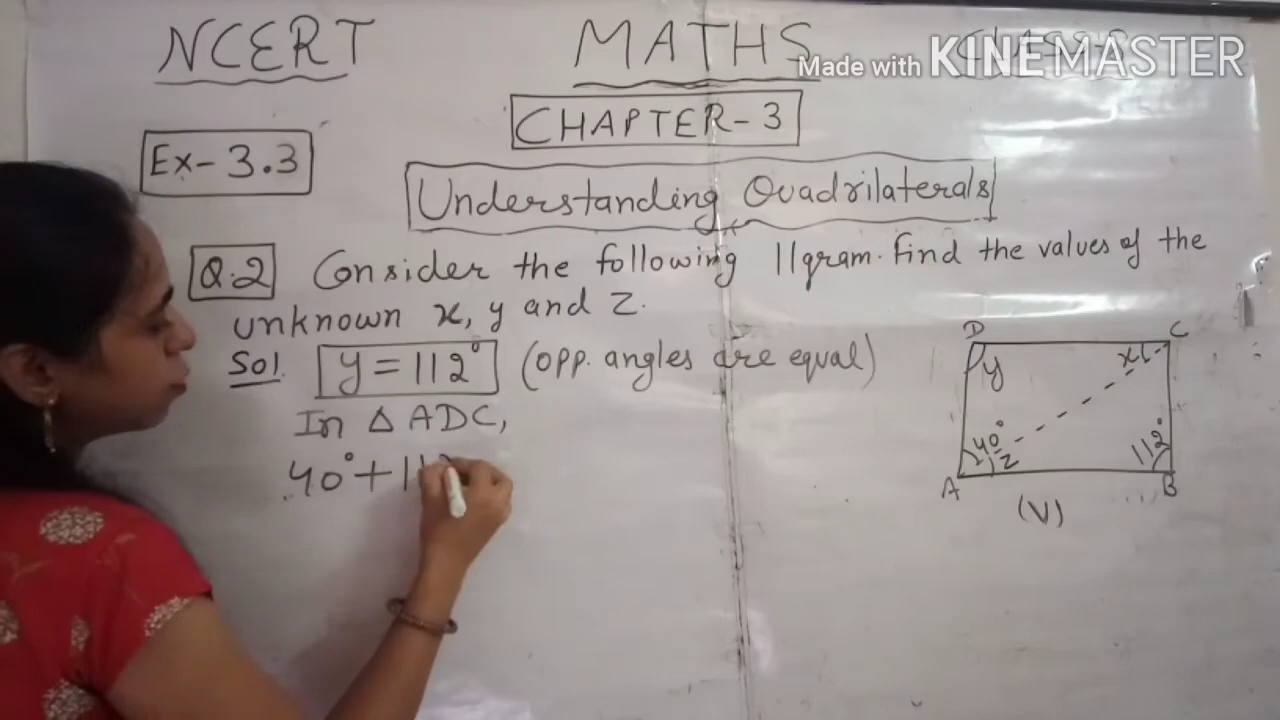 NCERT MATHS
Made with KINEMASTER
CHAPTER-3
Ex-3.3
Understanding Quadrilaterals
Q.2 Consider the following ||gram. find the values of the
unknown x, y and z.
Sol. y = 112° (opp. angles are equal)
In △ ADC,
40° + 11
D C
y x
40° z 112°
A B
(V)